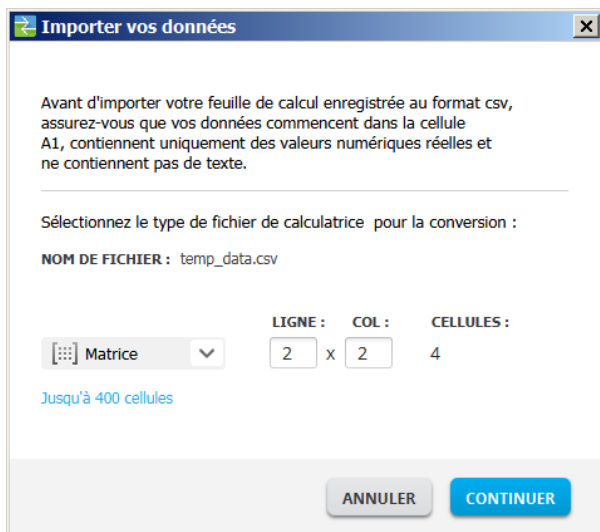 Importer vos données
Avant d'importer votre feuille de calcul enregistrée au format csv,
assurez-vous que vos données commencent dans la cellule
A1, contiennent uniquement des valeurs numériques réelles et
ne contiennent pas de texte.
Sélectionnez le type de fichier de calculatrice pour la conversion :
NOM DE FICHIER : temp_data.csv
LIGNE : COL : CELLULES :
Matrice 2 x 2 4
Jusqu'à 400 cellules
ANNULER CONTINUER